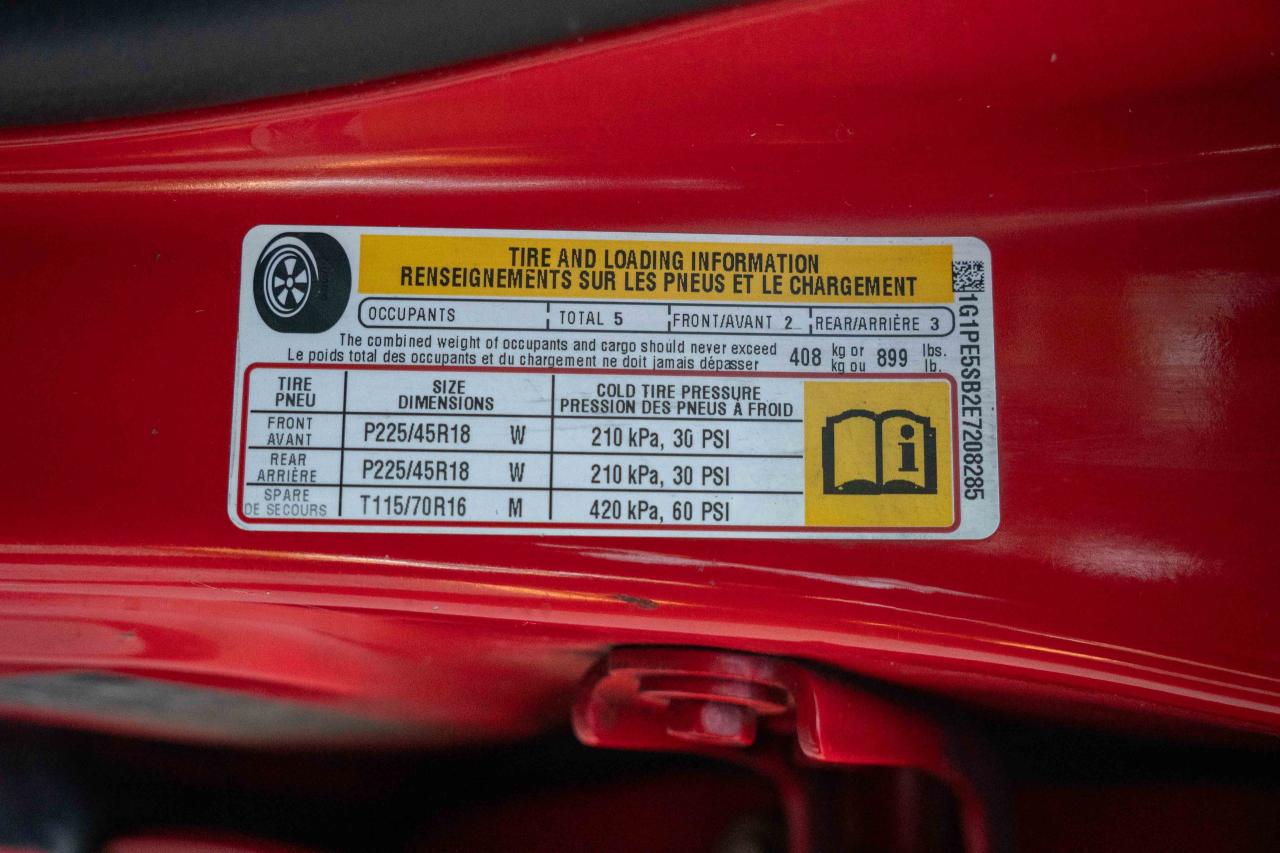 TIRE AND LOADING INFORMATION
RENSEIGNEMENTS SUR LES PNEUS ET LE CHARGEMENT
OCCUPANTS TOTAL 5 FRONT/AVANT 2 REAR/ARRIÈRE 3
The combined weight of occupants and cargo should never exceed 408 kg or 899 lbs.
Le poids total des occupants et du chargement ne doit jamais dépasser kg ou lb.
TIRE SIZE COLD TIRE PRESSURE
PNEU DIMENSIONS PRESSION DES PNEUS À FROID
FRONT
AVANT P225/45R18 W 210 kPa, 30 PSI
REAR
ARRIÈRE P225/45R18 W 210 kPa, 30 PSI
SPARE
DE SECOURS T115/70R16 M 420 kPa, 60 PSI
i
1G1PE5SB2E7208285